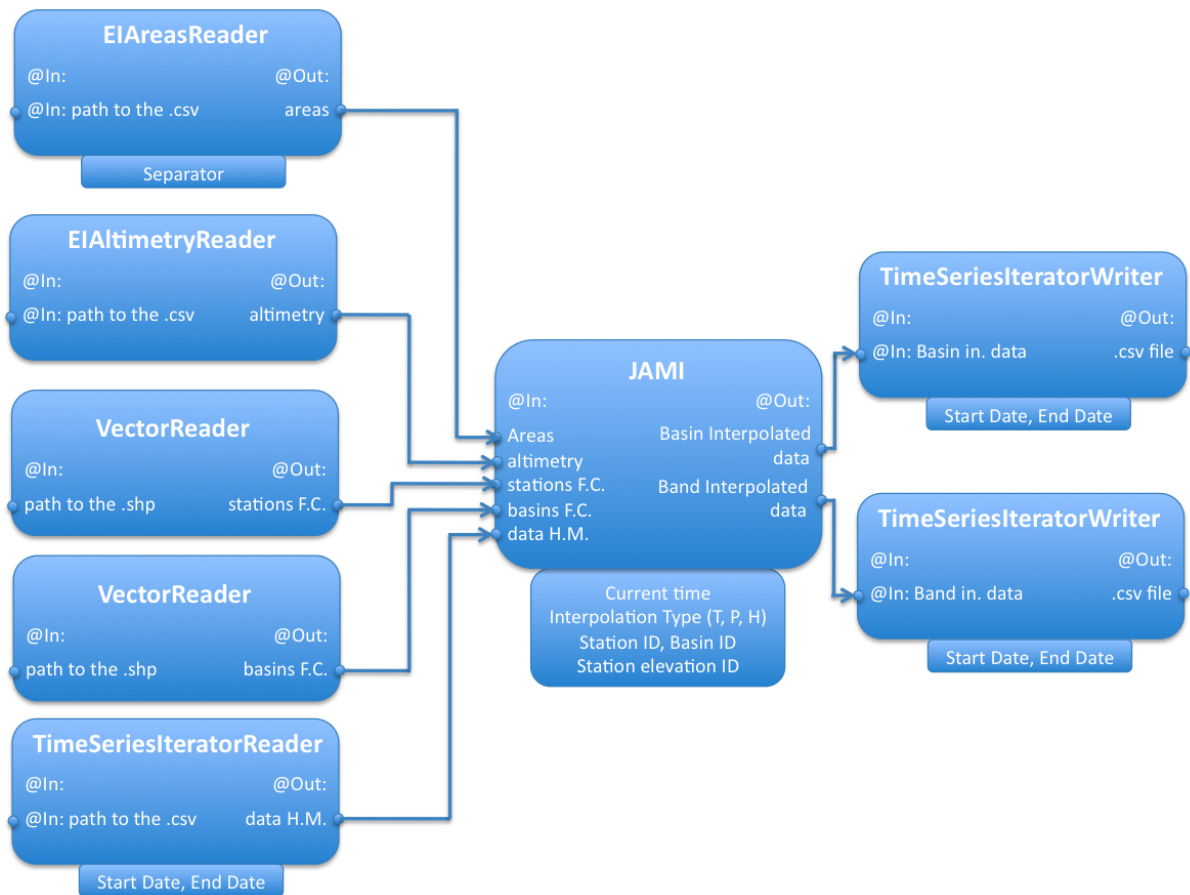 EIAreasReader
@In: @Out:
@In: path to the .csv areas
Separator
EIAltimetryReader
@In: @Out:
@In: path to the .csv altimetry
VectorReader
@In: @Out:
path to the .shp stations F.C.
VectorReader
@In: @Out:
path to the .shp basins F.C.
TimeSeriesIteratorReader
@In: @Out:
@In: path to the .csv data H.M.
Start Date, End Date
JAMI
@In: @Out:
Areas
altimetry
stations F.C.
basins F.C.
data H.M.
Basin Interpolated
data
Band Interpolated
data
Current time
Interpolation Type (T, P, H)
Station ID, Basin ID
Station elevation ID
TimeSeriesIteratorWriter
@In: @Out:
@In: Basin in. data .csv file
Start Date, End Date
TimeSeriesIteratorWriter
@In: @Out:
@In: Band in. data .csv file
Start Date, End Date